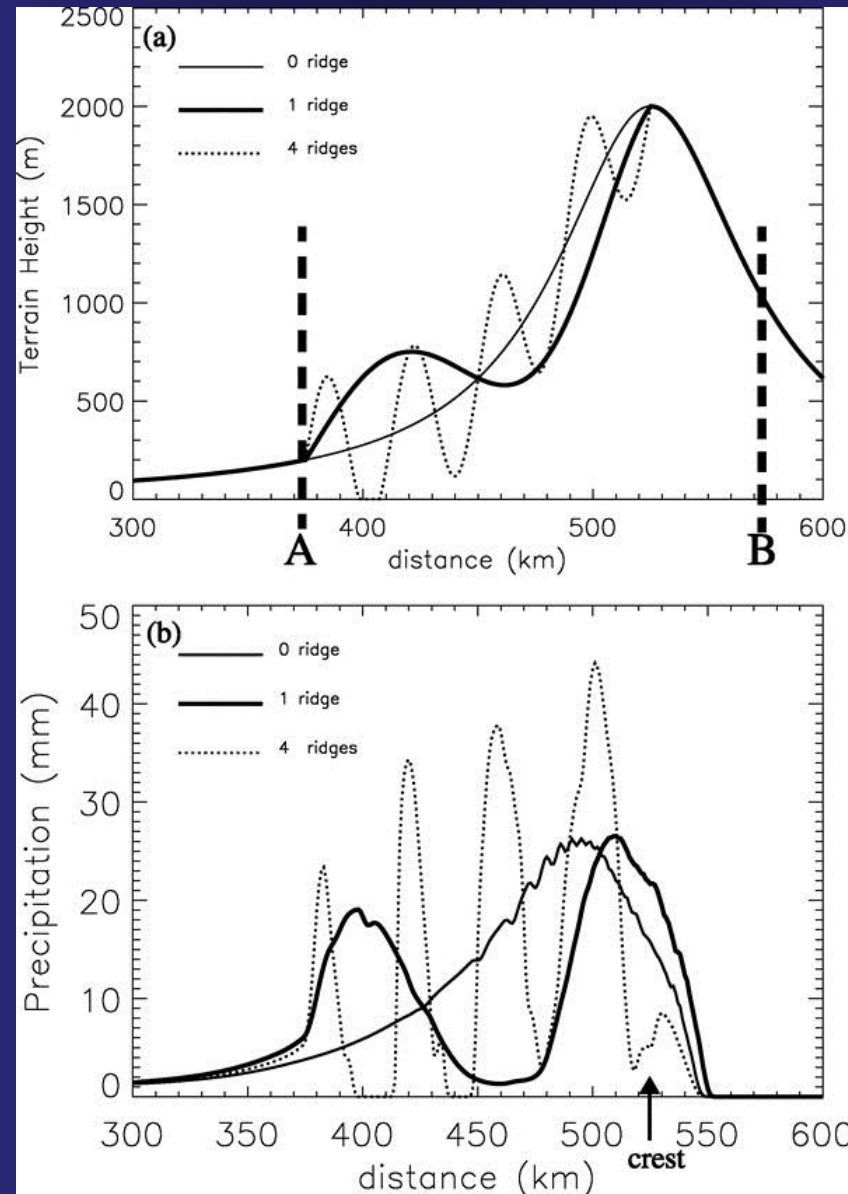 (a)
0 ridge
1 ridge
4 ridges
Terrain Height (m)
2500
2000
1500
1000
500
0
300 400 500 600
A distance (km) B
(b)
0 ridge
1 ridge
4 ridges
Precipitation (mm)
50
40
30
20
10
0
300 350 400 450 500 550 600
crest
distance (km)